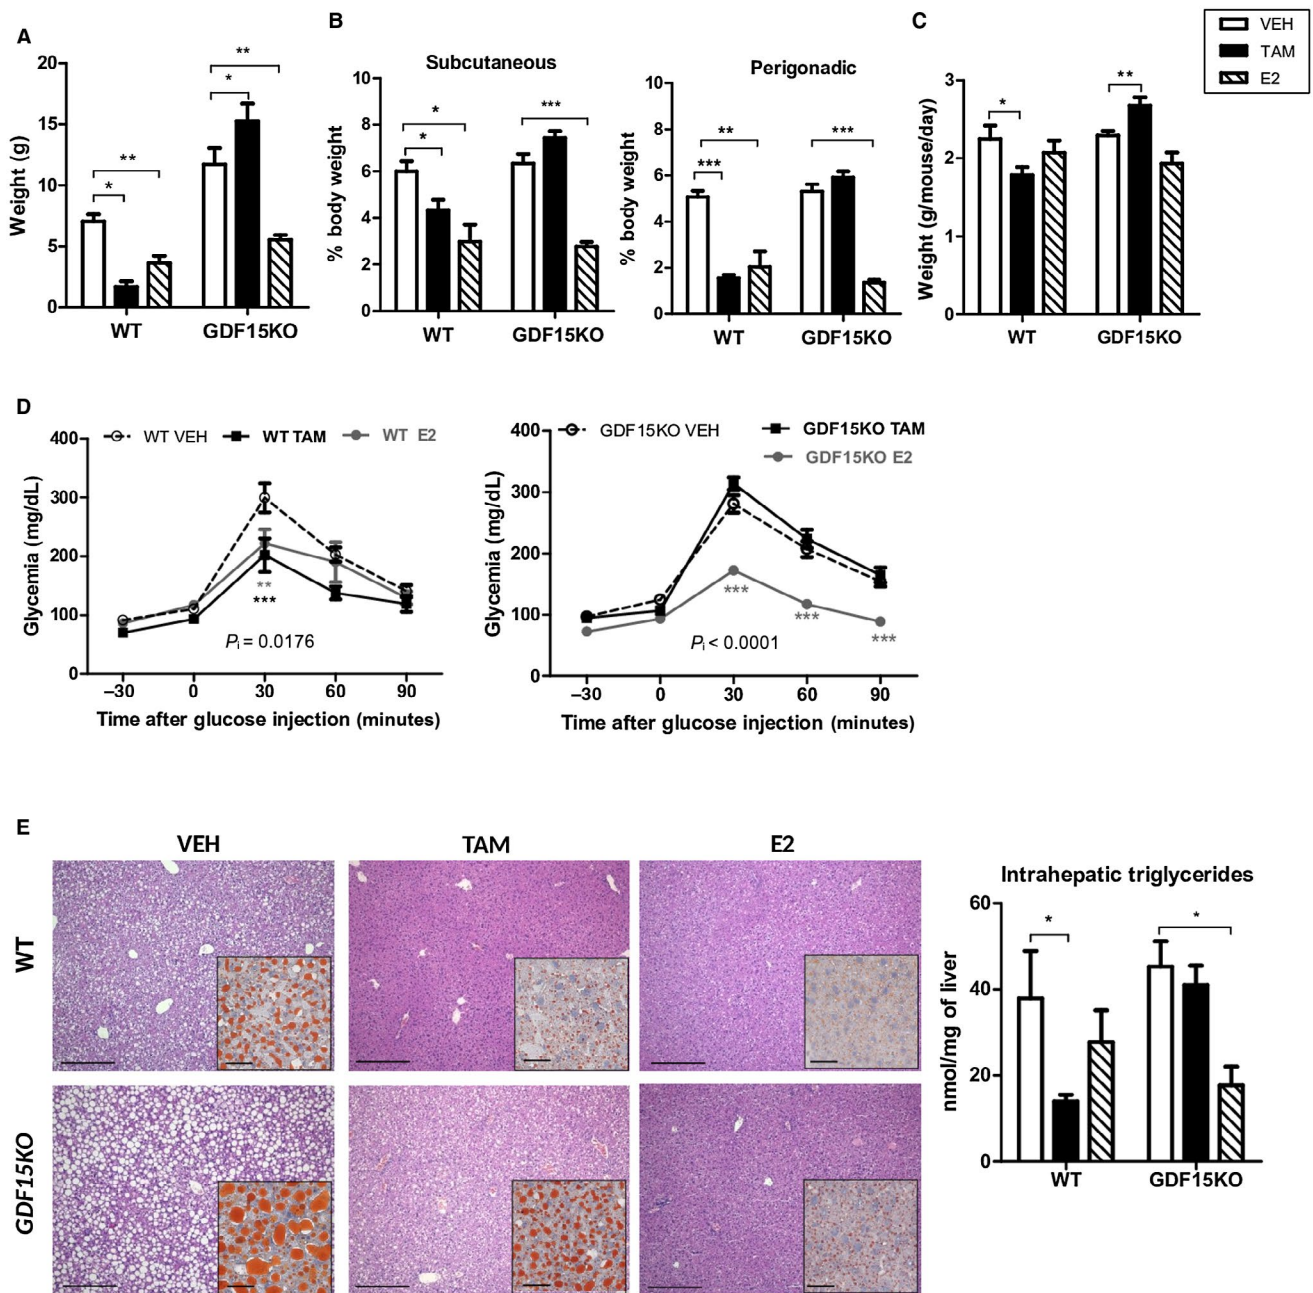 A
Weight (g)
20
15
10
5
0
*
**
*
**
WT
GDF15KO
B
Subcutaneous
% body weight
10
8
6
4
2
0
*
*
***
WT
GDF15KO
Perigonadic
% body weight
10
8
6
4
2
0
***
**
***
WT
GDF15KO
C
Weight (g/mouse/day)
3
2
1
0
*
**
WT
GDF15KO
VEH
TAM
E2
D
WT VEH
WT TAM
WT E2
Glycemia (mg/dL)
400
300
200
100
0
**
***
Pi = 0.0176
–30 0 30 60 90
Time after glucose injection (minutes)
GDF15KO VEH
GDF15KO TAM
GDF15KO E2
Glycemia (mg/dL)
400
300
200
100
0
***
***
***
Pi < 0.0001
–30 0 30 60 90
Time after glucose injection (minutes)
E
VEH
TAM
E2
WT
GDF15KO
Intrahepatic triglycerides
nmol/mg of liver
60
40
20
0
*
*
WT
GDF15KO